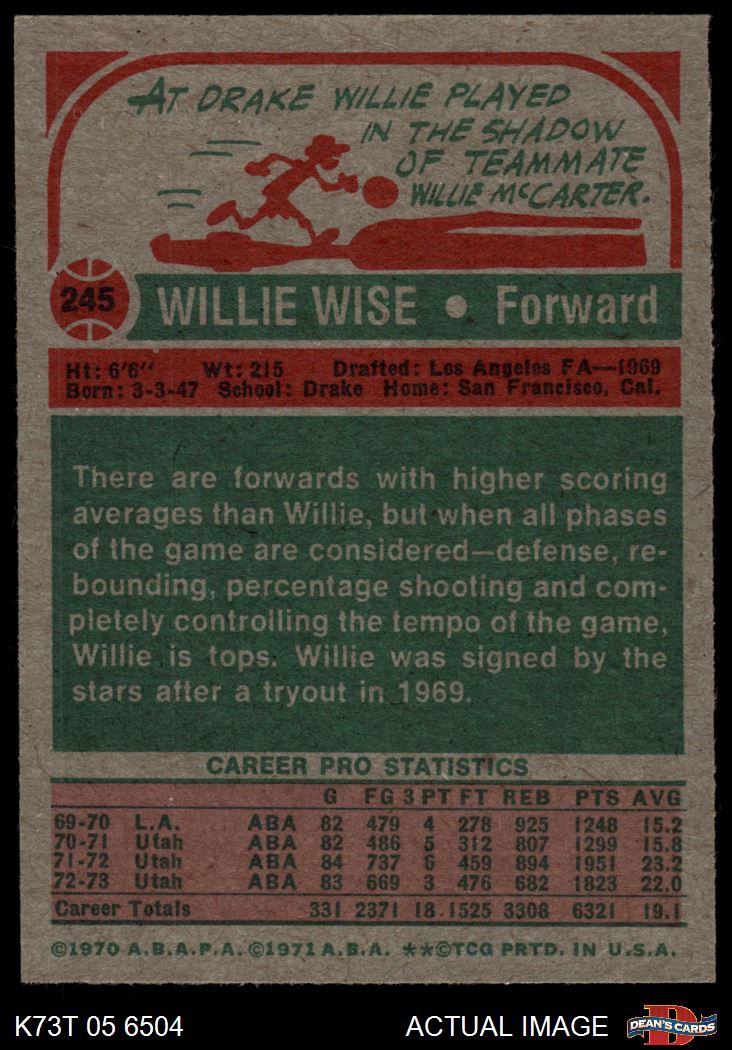 AT DRAKE WILLIE PLAYED
IN THE SHADOW
OF TEAMMATE
WILLIE McCARTER.
245
WILLIE WISE ● Forward
Ht: 6'6" Wt: 215 Drafted: Los Angeles FA—1969
Born: 3-3-47 School: Drake Home: San Francisco, Cal.
There are forwards with higher scoring
averages than Willie, but when all phases
of the game are considered—defense, re-
bounding, percentage shooting and com-
pletely controlling the tempo of the game,
Willie is tops. Willie was signed by the
stars after a tryout in 1969.
CAREER PRO STATISTICS
G FG 3 PT FT REB PTS AVG
69-70 L.A. ABA 82 479 4 278 925 1248 15.2
70-71 Utah ABA 82 486 5 312 807 1299 15.8
71-72 Utah ABA 84 737 6 459 894 1951 23.2
72-73 Utah ABA 83 669 3 476 682 1823 22.0
Career Totals 331 2371 18 1525 3308 6321 19.1
©1970 A.B.A.P.A. ©1971 A.B.A. **©TCG PRTD. IN U.S.A.
K73T 05 6504 ACTUAL IMAGE DEAN'S CARDS